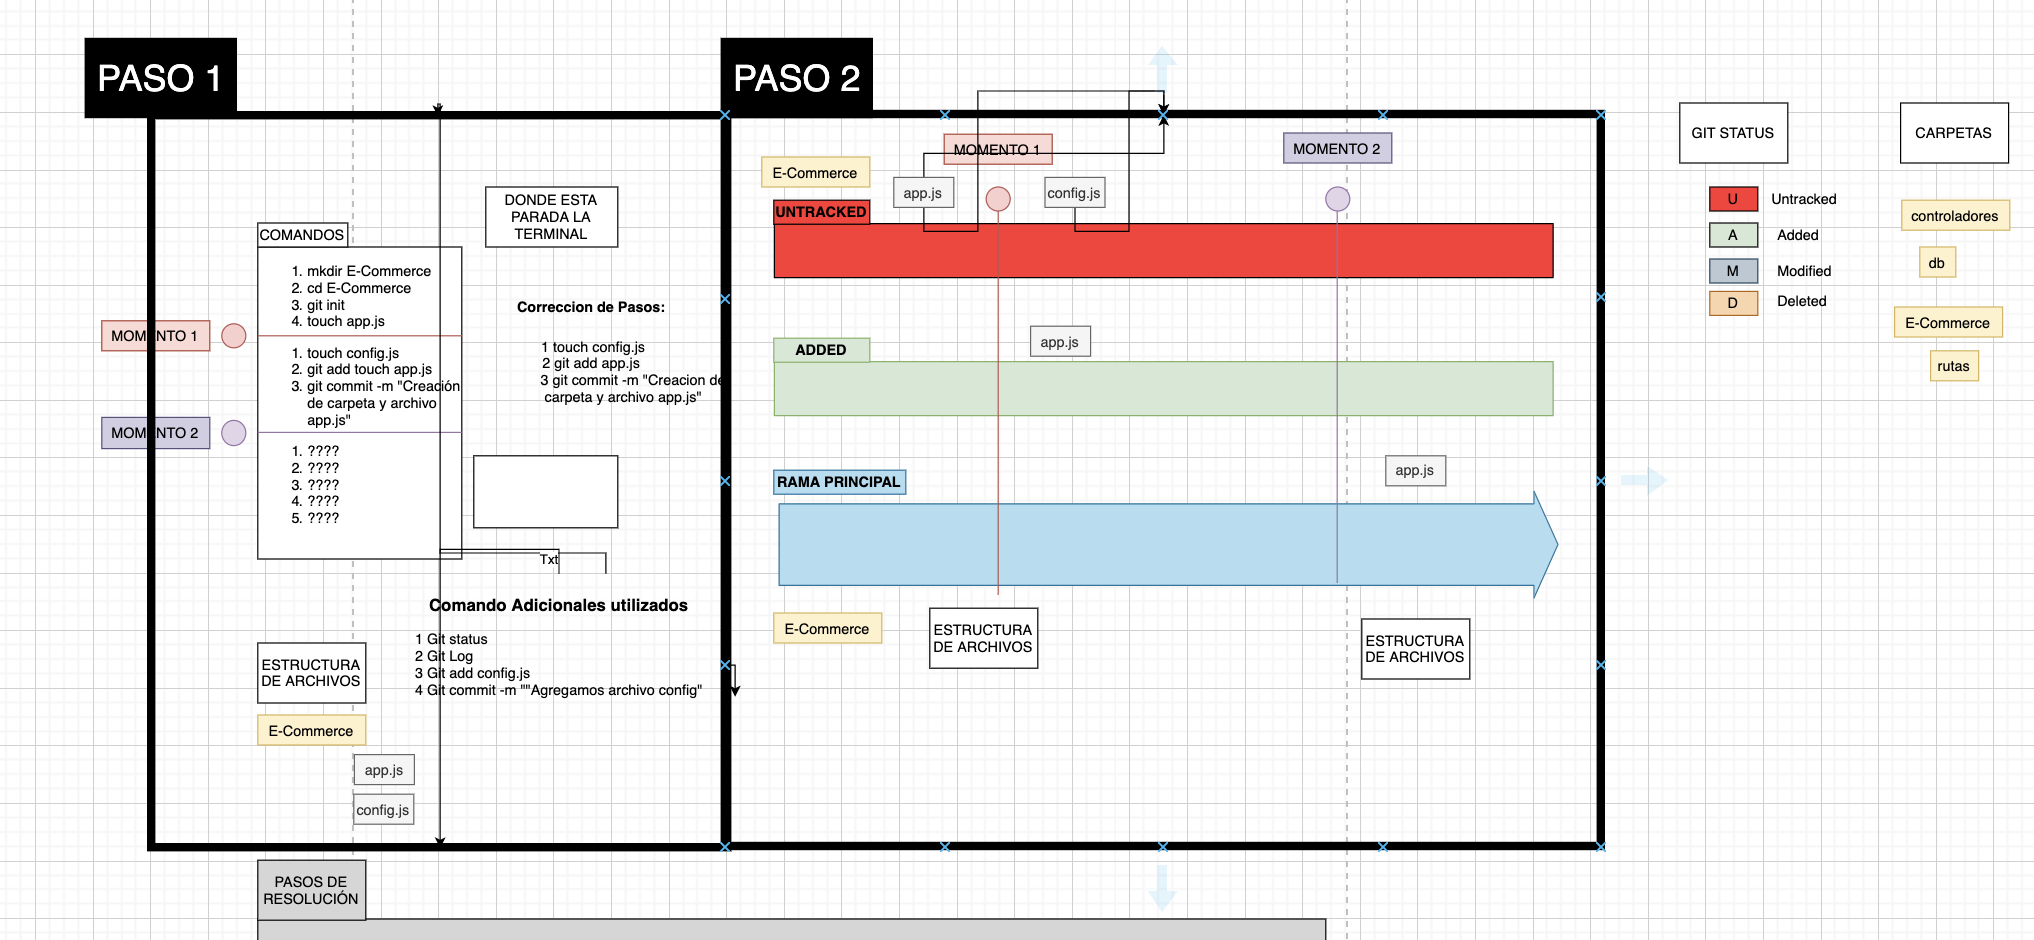 PASO 1
PASO 2
DONDE ESTA
PARADA LA
TERMINAL
COMANDOS
1. mkdir E-Commerce
2. cd E-Commerce
3. git init
4. touch app.js
MOMENTO 1
1. touch config.js
2. git add touch app.js
3. git commit -m "Creación
de carpeta y archivo
app.js"
MOMENTO 2
1. ????
2. ????
3. ????
4. ????
5. ????
Correccion de Pasos:
1 touch config.js
2 git add app.js
3 git commit -m "Creacion de
carpeta y archivo app.js"
Txt
Comando Adicionales utilizados
1 Git status
2 Git Log
3 Git add config.js
4 Git commit -m ""Agregamos archivo config"
ESTRUCTURA
DE ARCHIVOS
E-Commerce
app.js
config.js
PASOS DE
RESOLUCIÓN
MOMENTO 1
MOMENTO 2
E-Commerce
app.js
config.js
UNTRACKED
app.js
ADDED
app.js
RAMA PRINCIPAL
E-Commerce
ESTRUCTURA
DE ARCHIVOS
ESTRUCTURA
DE ARCHIVOS
GIT STATUS
U Untracked
A Added
M Modified
D Deleted
CARPETAS
controladores
db
E-Commerce
rutas